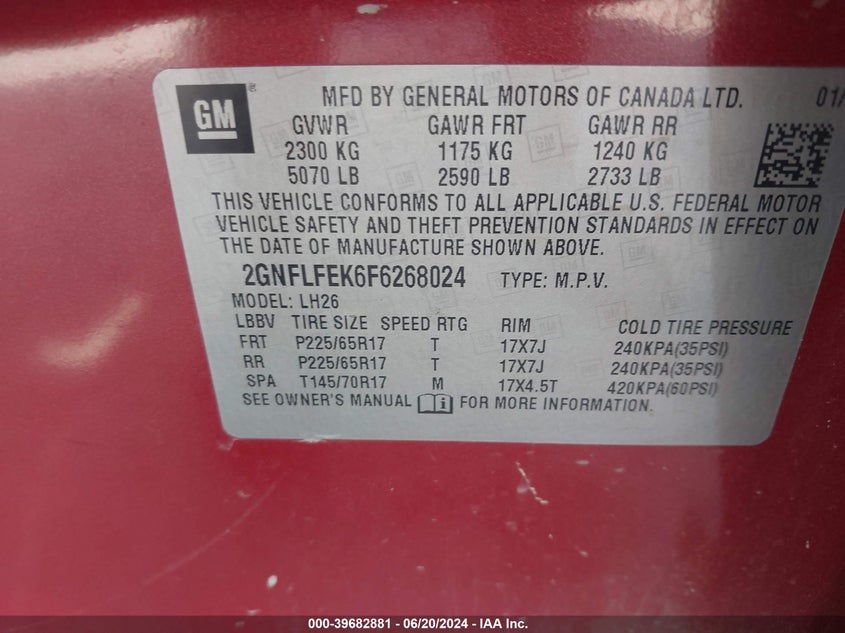 GM ® MFD BY GENERAL MOTORS OF CANADA LTD. 01/
GVWR GAWR FRT GAWR RR
2300 KG 1175 KG 1240 KG
5070 LB 2590 LB 2733 LB
THIS VEHICLE CONFORMS TO ALL APPLICABLE U.S. FEDERAL MOTOR
VEHICLE SAFETY AND THEFT PREVENTION STANDARDS IN EFFECT ON
THE DATE OF MANUFACTURE SHOWN ABOVE.
2GNFLFEK6F6268024 TYPE: M.P.V.
MODEL: LH26
LBBV TIRE SIZE SPEED RTG RIM COLD TIRE PRESSURE
FRT P225/65R17 T 17X7J 240KPA(35PSI)
RR P225/65R17 T 17X7J 240KPA(35PSI)
SPA T145/70R17 M 17X4.5T 420KPA(60PSI)
SEE OWNER'S MANUAL i FOR MORE INFORMATION.
000-39682881 - 06/20/2024 - IAA Inc.